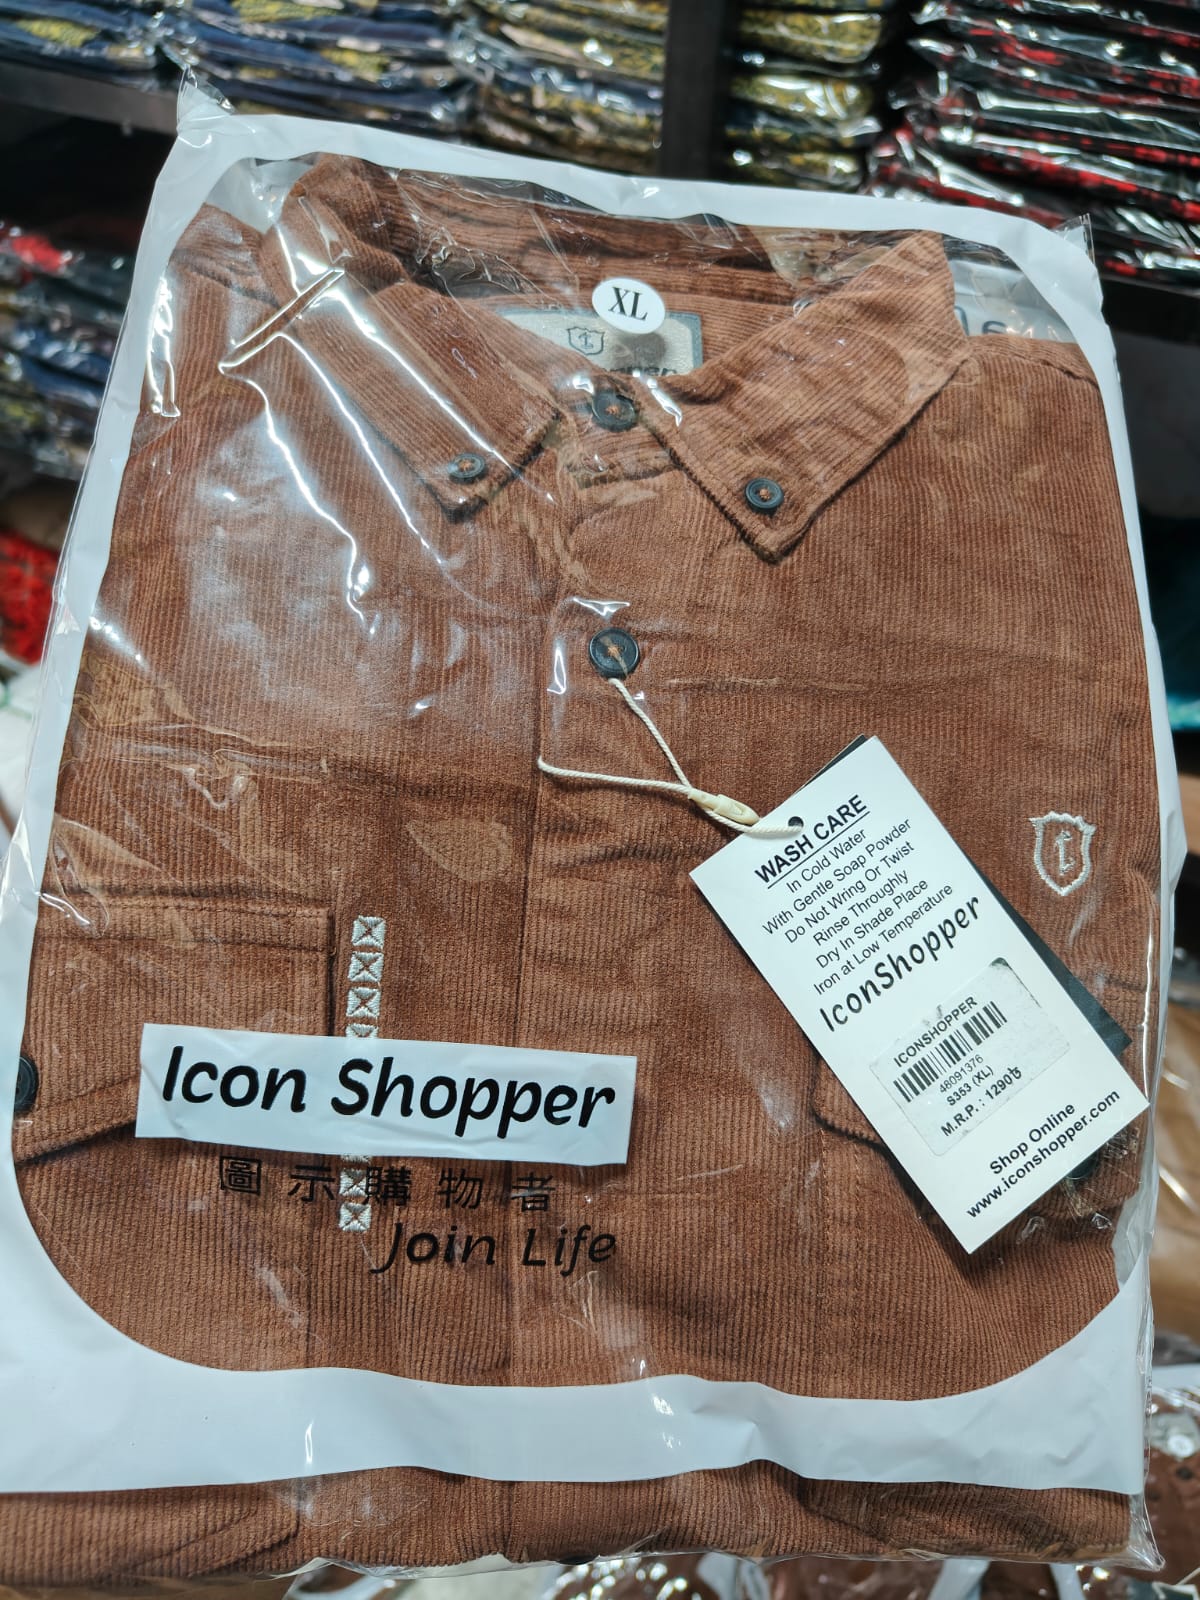 XL
WASH CARE
In Cold Water
With Gentle Soap Powder
Do Not Wring Or Twist
Rinse Throughly
Dry In Shade Place
Iron at Low Temperature
IconShopper
ICONSHOPPER
46091376
S353 (XL)
M.R.P. : 1290৳
Shop Online
www.iconshopper.com
Icon Shopper
圖示購物者
Join Life